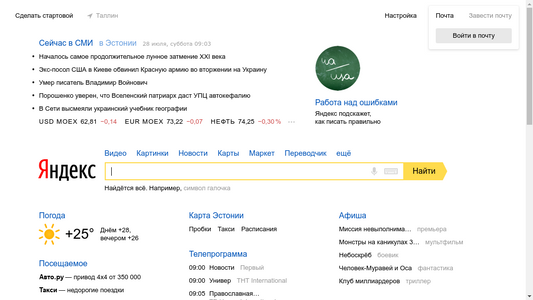 Сделать стартовой
Таллин
Настройка
Почта
Завести почту
Войти в почту
Сейчас в СМИ
в Эстонии
28 июля, суббота 09:03
Началось самое продолжительное лунное затмение XXI века
Экс-посол США в Киеве обвинил Красную армию во вторжении на Украину
Умер писатель Владимир Войнович
Порошенко уверен, что Вселенский патриарх даст УПЦ автокефалию
В Сети высмеяли украинский учебник географии
USD MOEX 62,81 −0,14 EUR MOEX 73,22 −0,07 НЕФТЬ 74,25 −0,30% ···
ча
ща
Работа над ошибками
Яндекс подскажет,
как писать правильно
Видео Картинки Новости Карты Маркет Переводчик ещё
Яндекс
Найти
Найдётся всё. Например, символ галочка
Погода
+25°
Днём +28,
вечером +26
Посещаемое
Авто.ру — привод 4x4 от 350 000
Такси — недорогие поездки
Карта Эстонии
Пробки Такси Расписания
Телепрограмма
09:00 Новости Первый
09:00 Универ ТНТ International
09:05 Православная…
Афиша
Миссия невыполнима… премьера
Монстры на каникулах 3… мультфильм
Небоскрёб боевик
Человек-Муравей и Оса фантастика
Клуб миллиардеров триллер